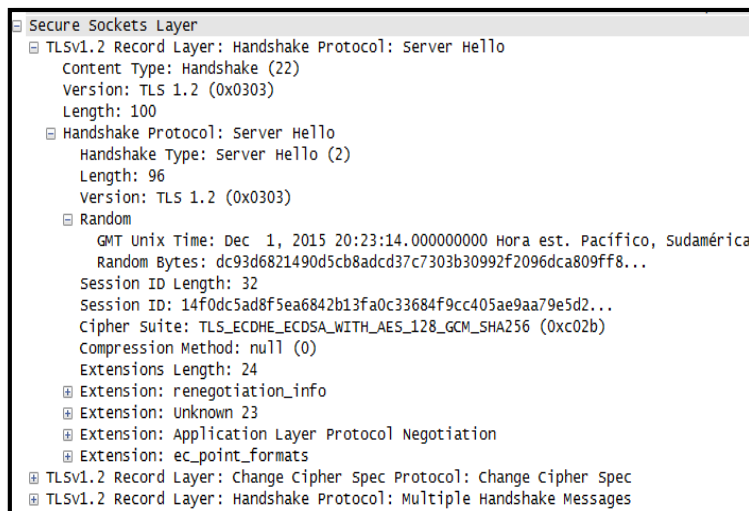 Secure Sockets Layer
TLSv1.2 Record Layer: Handshake Protocol: Server Hello
Content Type: Handshake (22)
Version: TLS 1.2 (0x0303)
Length: 100
Handshake Protocol: Server Hello
Handshake Type: Server Hello (2)
Length: 96
Version: TLS 1.2 (0x0303)
Random
GMT Unix Time: Dec 1, 2015 20:23:14.000000000 Hora est. Pacífico, Sudamérica
Random Bytes: dc93d6821490d5cb8adcd37c7303b30992f2096dca809ff8...
Session ID Length: 32
Session ID: 14f0dc5ad8f5ea6842b13fa0c33684f9cc405ae9aa79e5d2...
Cipher Suite: TLS_ECDHE_ECDSA_WITH_AES_128_GCM_SHA256 (0xc02b)
Compression Method: null (0)
Extensions Length: 24
Extension: renegotiation_info
Extension: Unknown 23
Extension: Application Layer Protocol Negotiation
Extension: ec_point_formats
TLSv1.2 Record Layer: Change Cipher Spec Protocol: Change Cipher Spec
TLSv1.2 Record Layer: Handshake Protocol: Multiple Handshake Messages